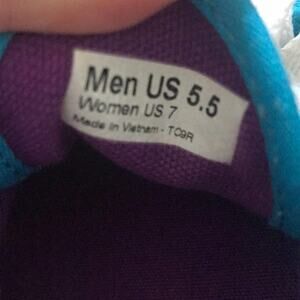 Men US 5.5
Women US 7
Made in Vietnam - TC9R